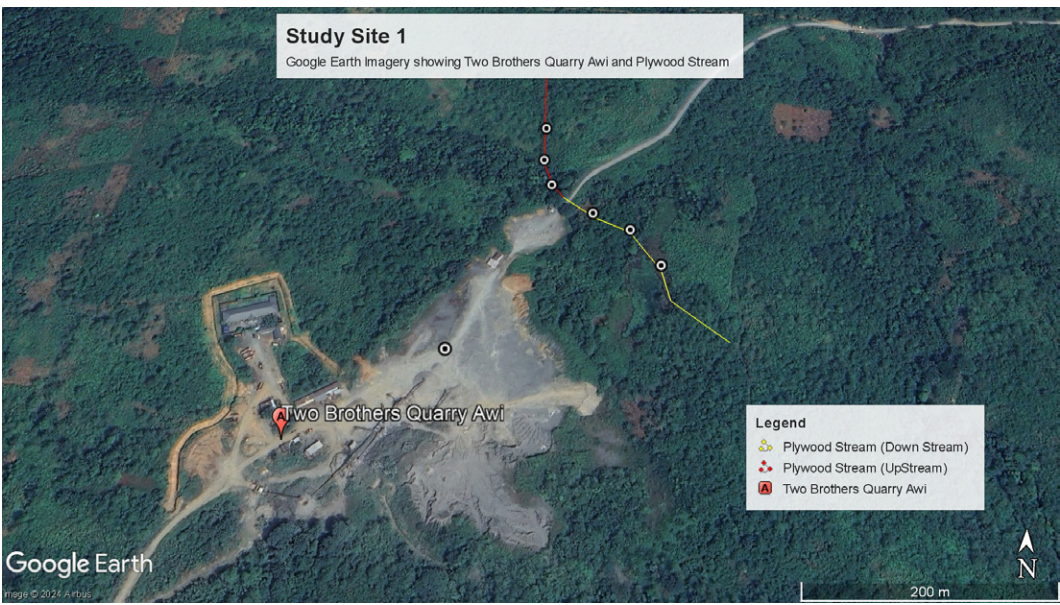 Study Site 1
Google Earth Imagery showing Two Brothers Quarry Awi and Plywood Stream
A Two Brothers Quarry Awi
Legend
Plywood Stream (Down Stream)
Plywood Stream (UpStream)
A Two Brothers Quarry Awi
Google Earth
N
Image © 2024 Airbus
200 m